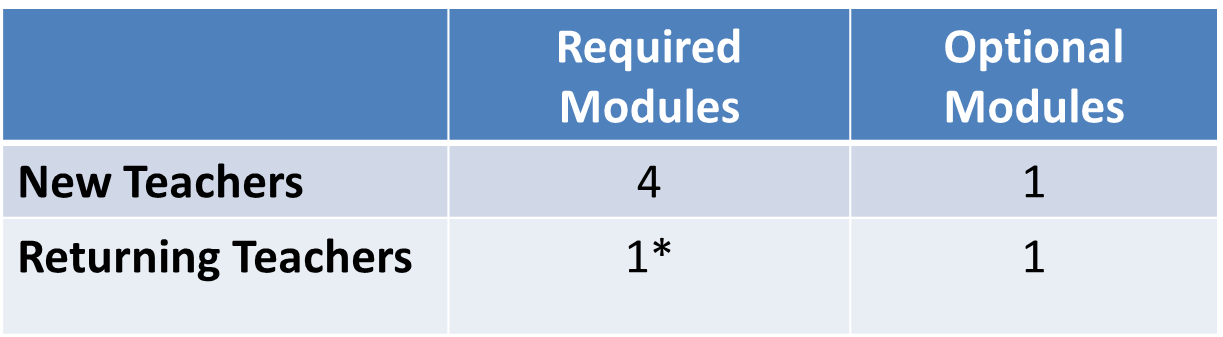 Required Optional
Modules Modules
New Teachers 4 1
Returning Teachers 1* 1